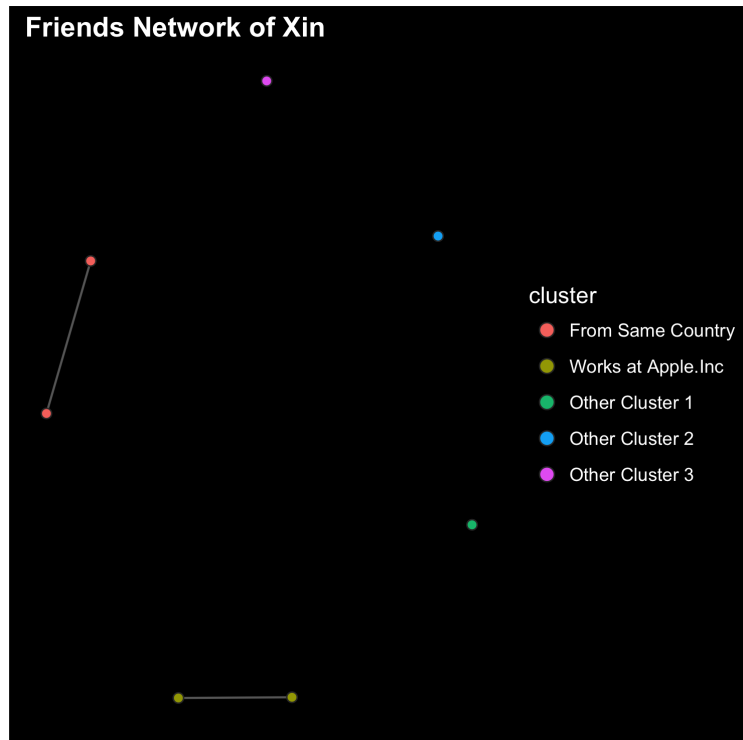 Friends Network of Xin
cluster
From Same Country
Works at Apple.Inc
Other Cluster 1
Other Cluster 2
Other Cluster 3